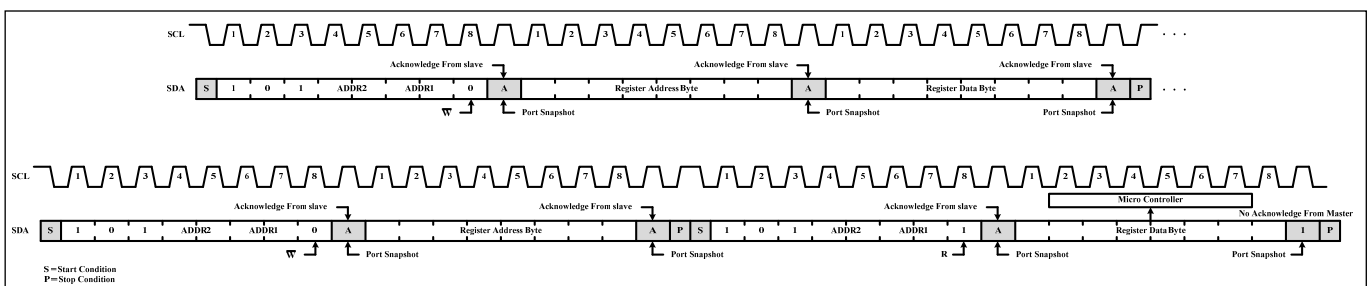 SCL 1 2 3 4 5 6 7 8 1 2 3 4 5 6 7 8 1 2 3 4 5 6 7 8 . . .
Acknowledge From slave Acknowledge From slave Acknowledge From slave
SDA S 1 0 1 ADDR2 ADDR1 0 A Register Address Byte A Register Data Byte A P . . .
W Port Snapshot Port Snapshot Port Snapshot
SCL 1 2 3 4 5 6 7 8 1 2 3 4 5 6 7 8 1 2 3 4 5 6 7 8 1 2 3 4 5 6 7 8
Micro Controller
Acknowledge From slave Acknowledge From slave Acknowledge From slave No Acknowledge From Master
SDA S 1 0 1 ADDR2 ADDR1 0 A Register Address Byte A P S 1 0 1 ADDR2 ADDR1 1 A Register Data Byte 1 P
W Port Snapshot Port Snapshot R Port Snapshot Port Snapshot
S=Start Condition
P=Stop Condition